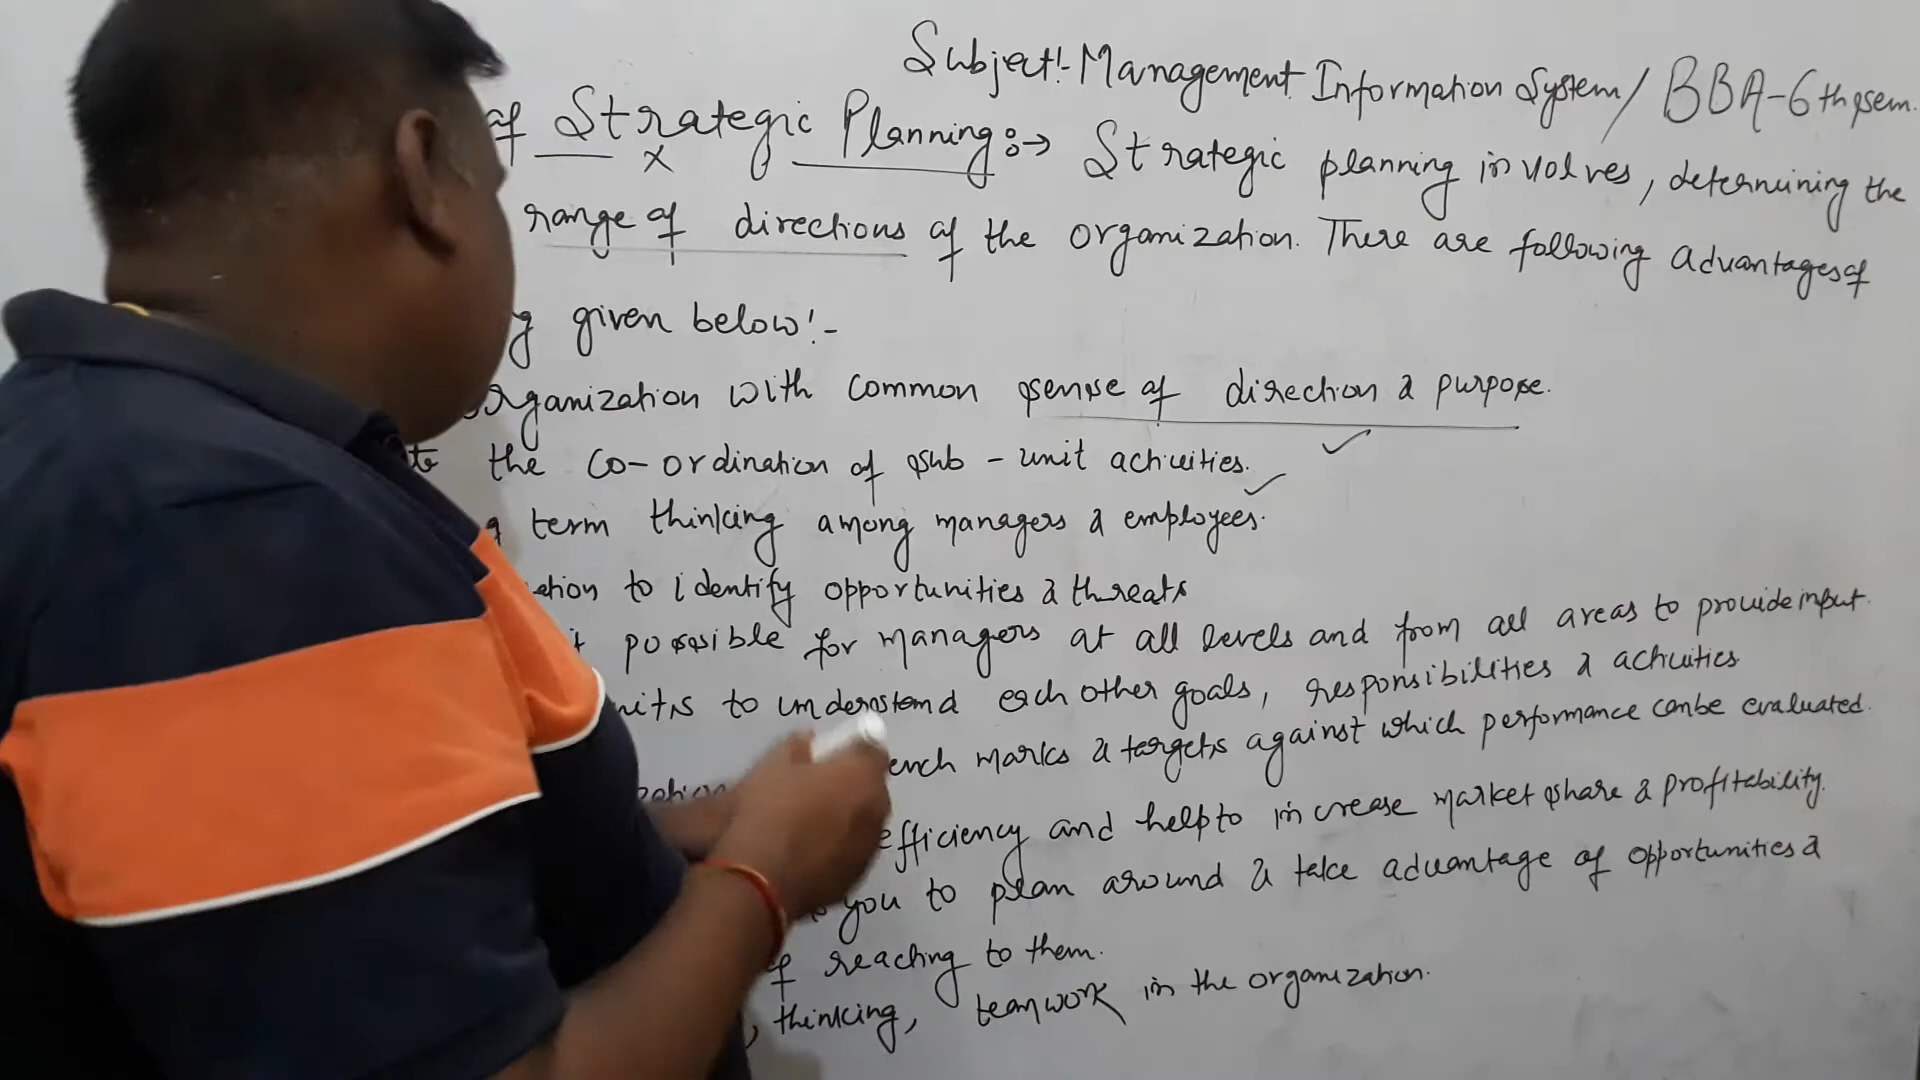 Subject:- Management Information System/ BBA-6th sem.
of Strategic Planning:→ Strategic planning involves, determining the
range of directions of the organization. There are following advantages of
given below:-
organization with common sense of direction & purpose.
the co-ordination of sub-unit activities.
term thinking among managers & employees.
to identify opportunities & threats
possible for managers at all levels and from all areas to provide input.
to understand each other goals, responsibilities & activities
marks & targets against which performance can be evaluated.
efficiency and help to increase market share & profitability.
you to plan around & take advantage of opportunities &
of reaching to them.
, thinking, teamwork in the organization.